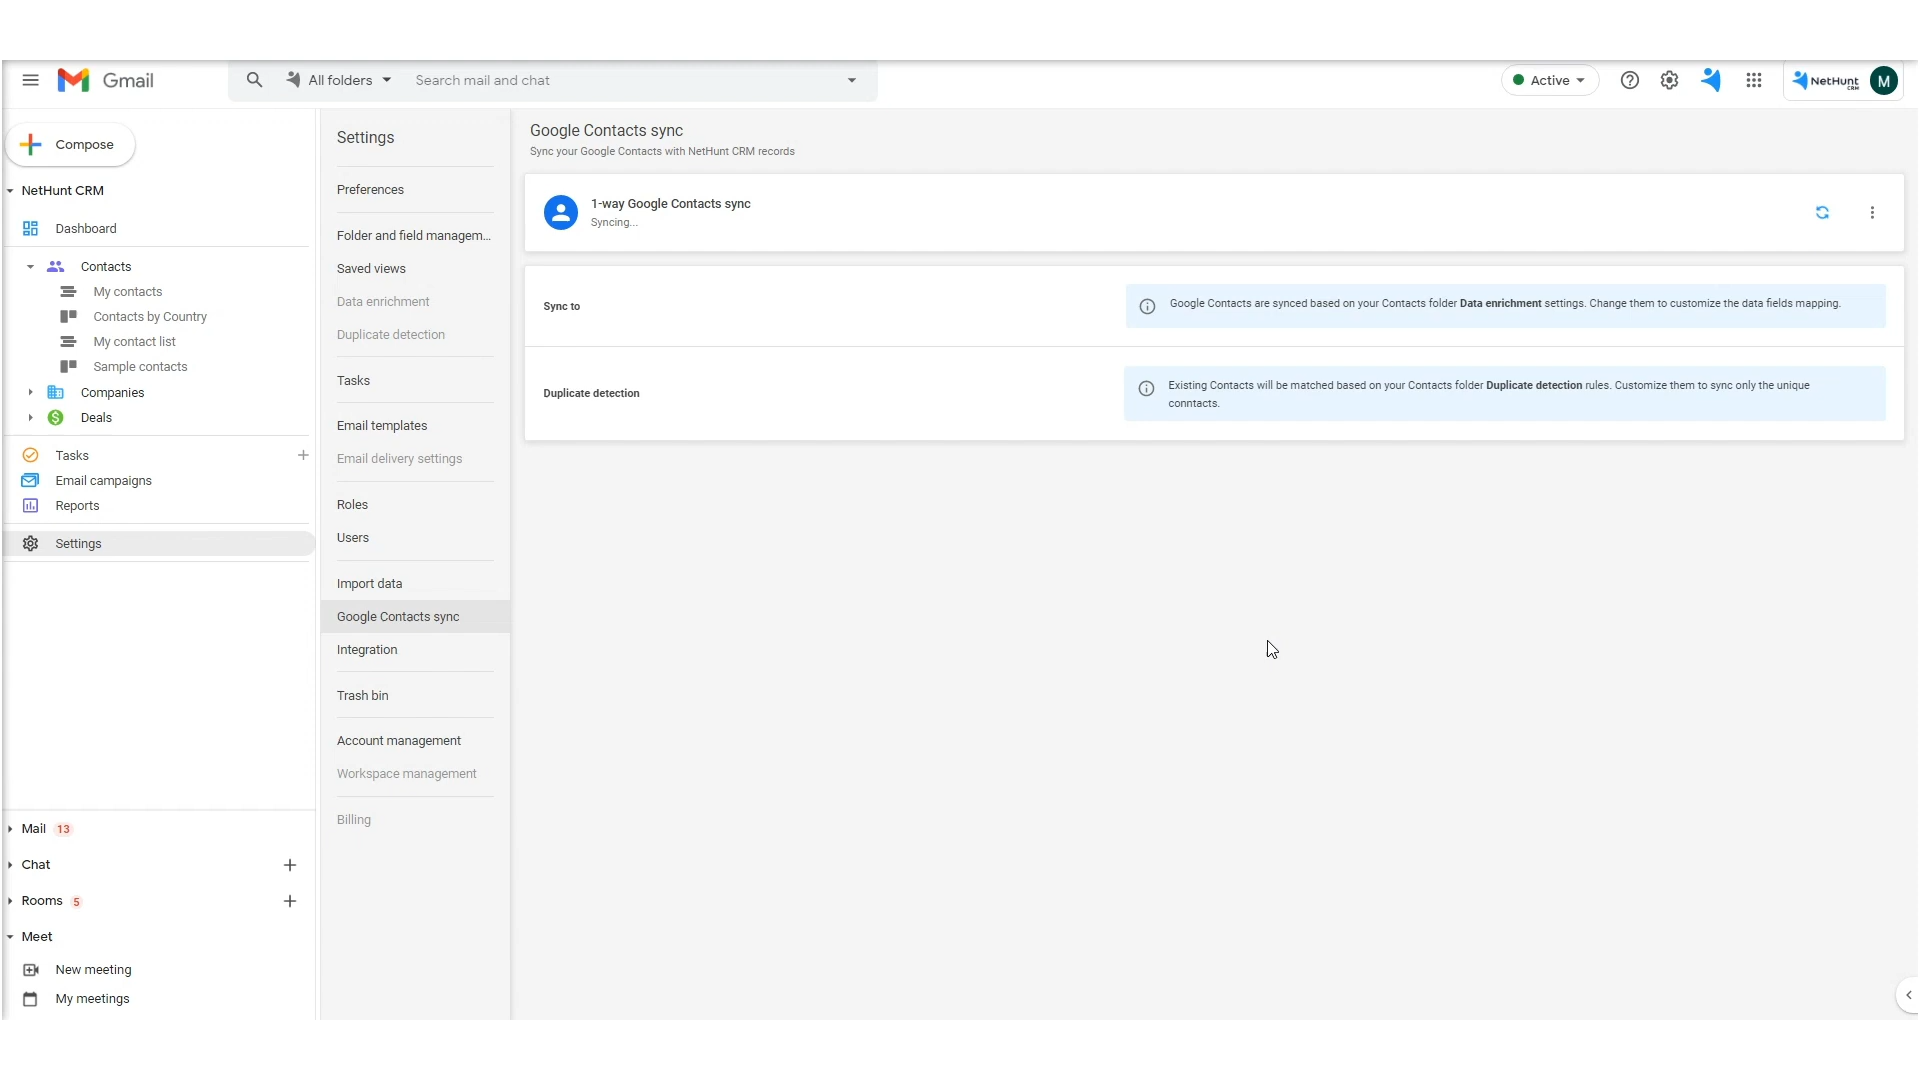 Gmail
All folders
Search mail and chat
Active
NetHunt
CRM
M
Compose
NetHunt CRM
Dashboard
Contacts
My contacts
Contacts by Country
My contact list
Sample contacts
Companies
Deals
Tasks
Email campaigns
Reports
Settings
Mail 13
Chat
Rooms 5
Meet
New meeting
My meetings
Settings
Preferences
Folder and field managem...
Saved views
Data enrichment
Duplicate detection
Tasks
Email templates
Email delivery settings
Roles
Users
Import data
Google Contacts sync
Integration
Trash bin
Account management
Workspace management
Billing
Google Contacts sync
Sync your Google Contacts with NetHunt CRM records
1-way Google Contacts sync
Syncing...
Sync to
Google Contacts are synced based on your Contacts folder Data enrichment settings. Change them to customize the data fields mapping.
Duplicate detection
Existing Contacts will be matched based on your Contacts folder Duplicate detection rules. Customize them to sync only the unique
conntacts.